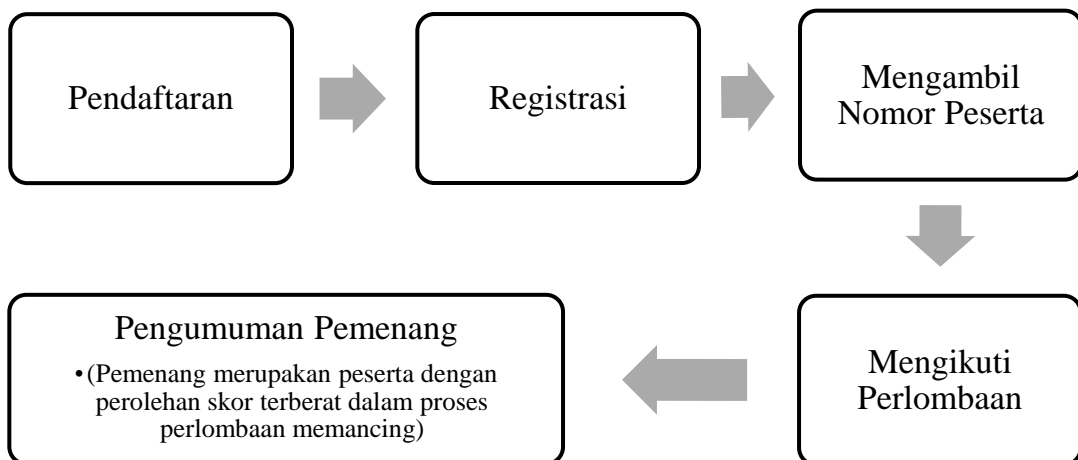 Pendaftaran
Registrasi
Mengambil
Nomor Peserta
Mengikuti
Perlombaan
Pengumuman Pemenang
•(Pemenang merupakan peserta dengan
perolehan skor terberat dalam proses
perlombaan memancing)